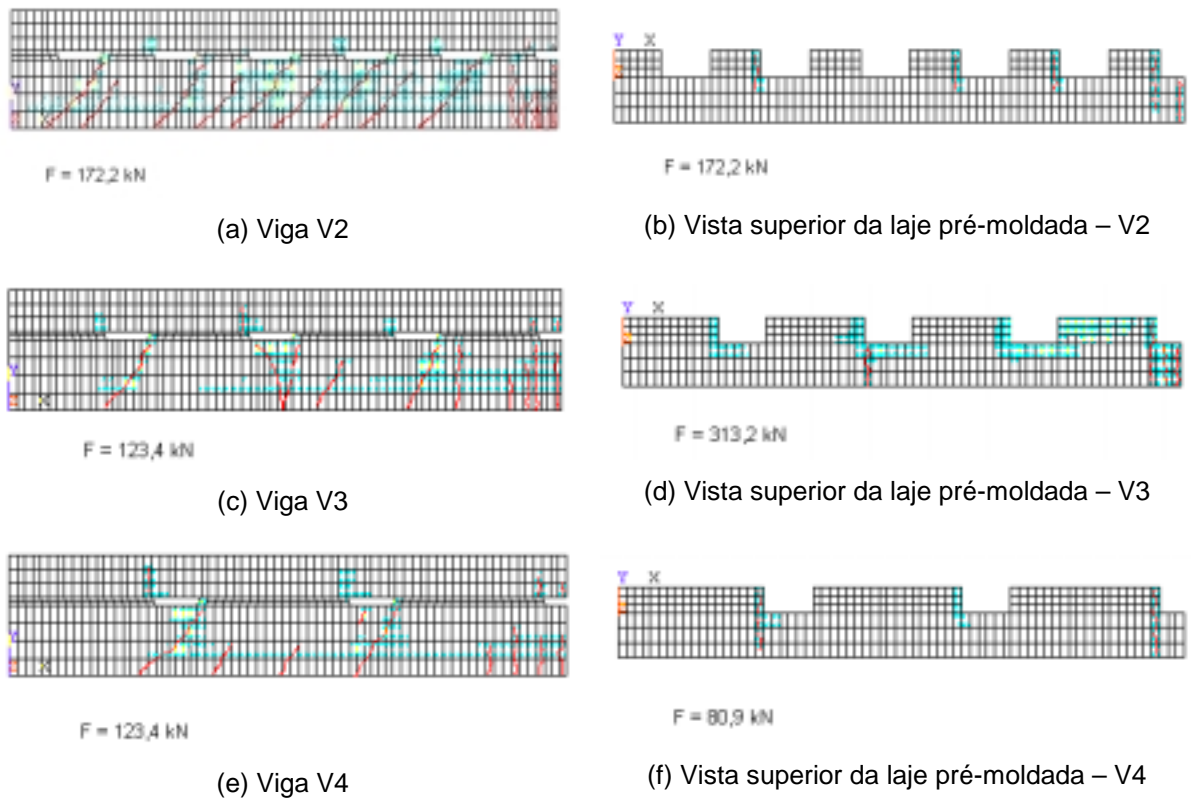 F = 172,2 kN
(a) Viga V2
Y X
F = 172,2 kN
(b) Vista superior da laje pré-moldada – V2
F = 123,4 kN
(c) Viga V3
Y X
F = 313,2 kN
(d) Vista superior da laje pré-moldada – V3
F = 123,4 kN
(e) Viga V4
Y X
F = 80,9 kN
(f) Vista superior da laje pré-moldada – V4